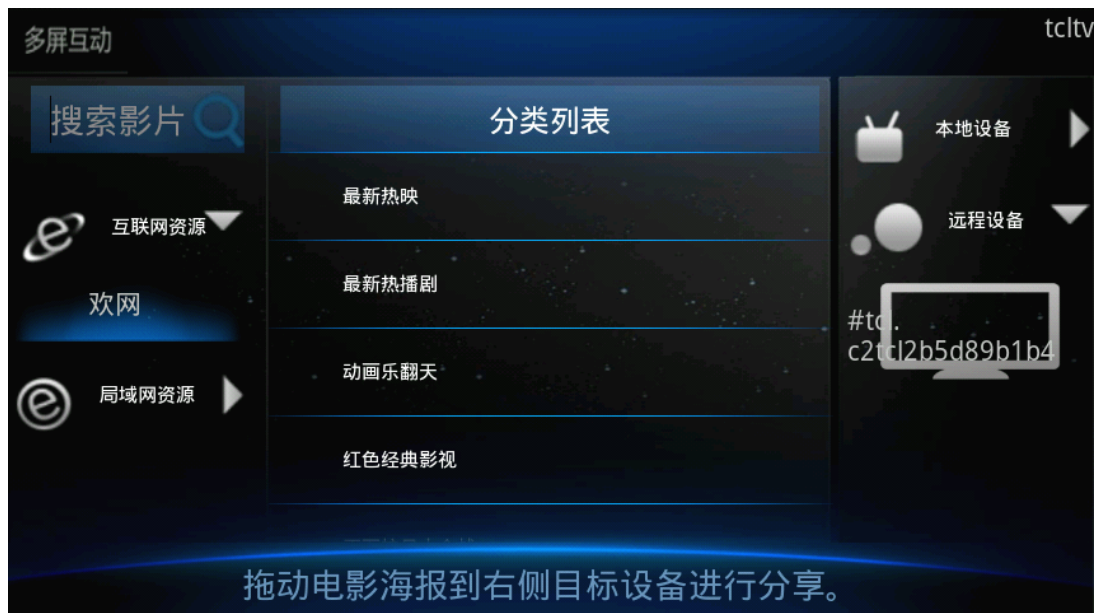 多屏互动
tcltv
搜索影片
分类列表
本地设备
最新热映
互联网资源
远程设备
最新热播剧
欢网
#tcl.
c2tcl2b5d89b1b4
动画乐翻天
局域网资源
红色经典影视
拖动电影海报到右侧目标设备进行分享。